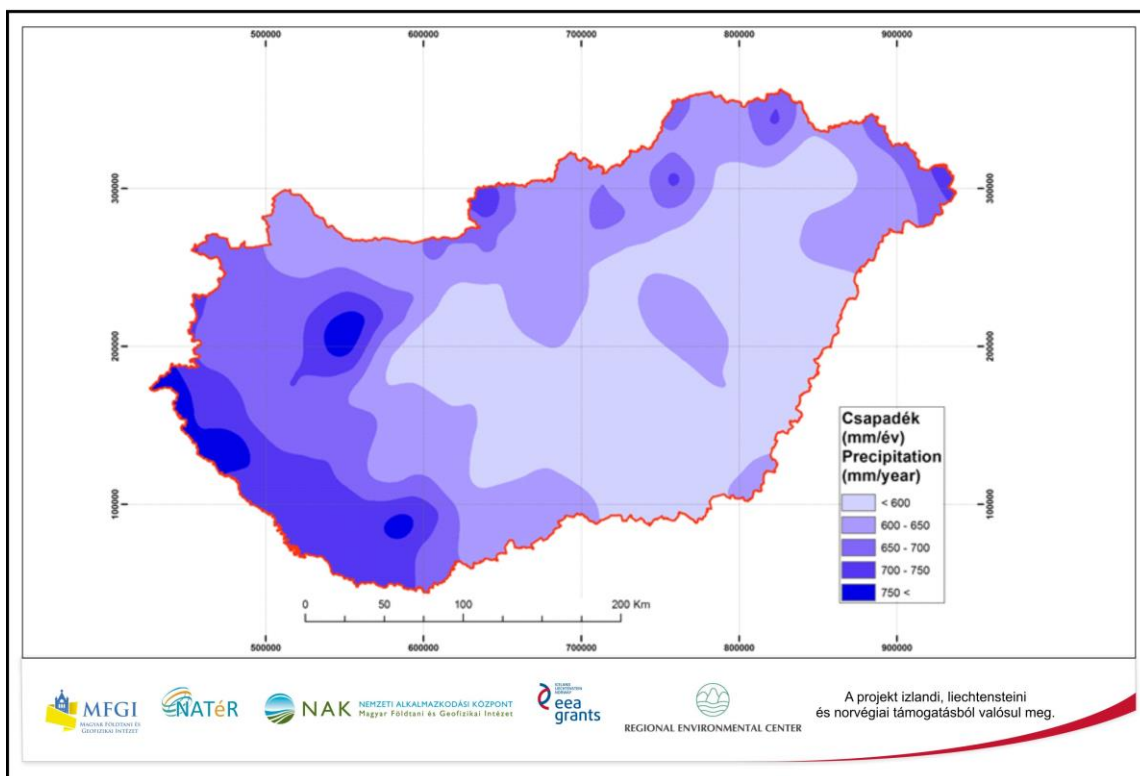 500000 600000 700000 800000 900000
300000 300000
200000 200000
100000 100000
Csapadék
(mm/év)
Precipitation
(mm/year)
< 600
600 - 650
650 - 700
700 - 750
750 <
0 50 100 200 Km
500000 600000 700000 800000 900000
MFGI
MAGYAR FÖLDTANI ÉS
GEOFIZIKAI INTÉZET
NATéR
NAK
NEMZETI ALKALMAZKODÁSI KÖZPONT
Magyar Földtani és Geofizikai Intézet
IZLAND
LIECHTENSTEIN
NORVÉGIA
eea
grants
REGIONAL ENVIRONMENTAL CENTER
A projekt izlandi, liechtensteini
és norvégiai támogatásból valósul meg.